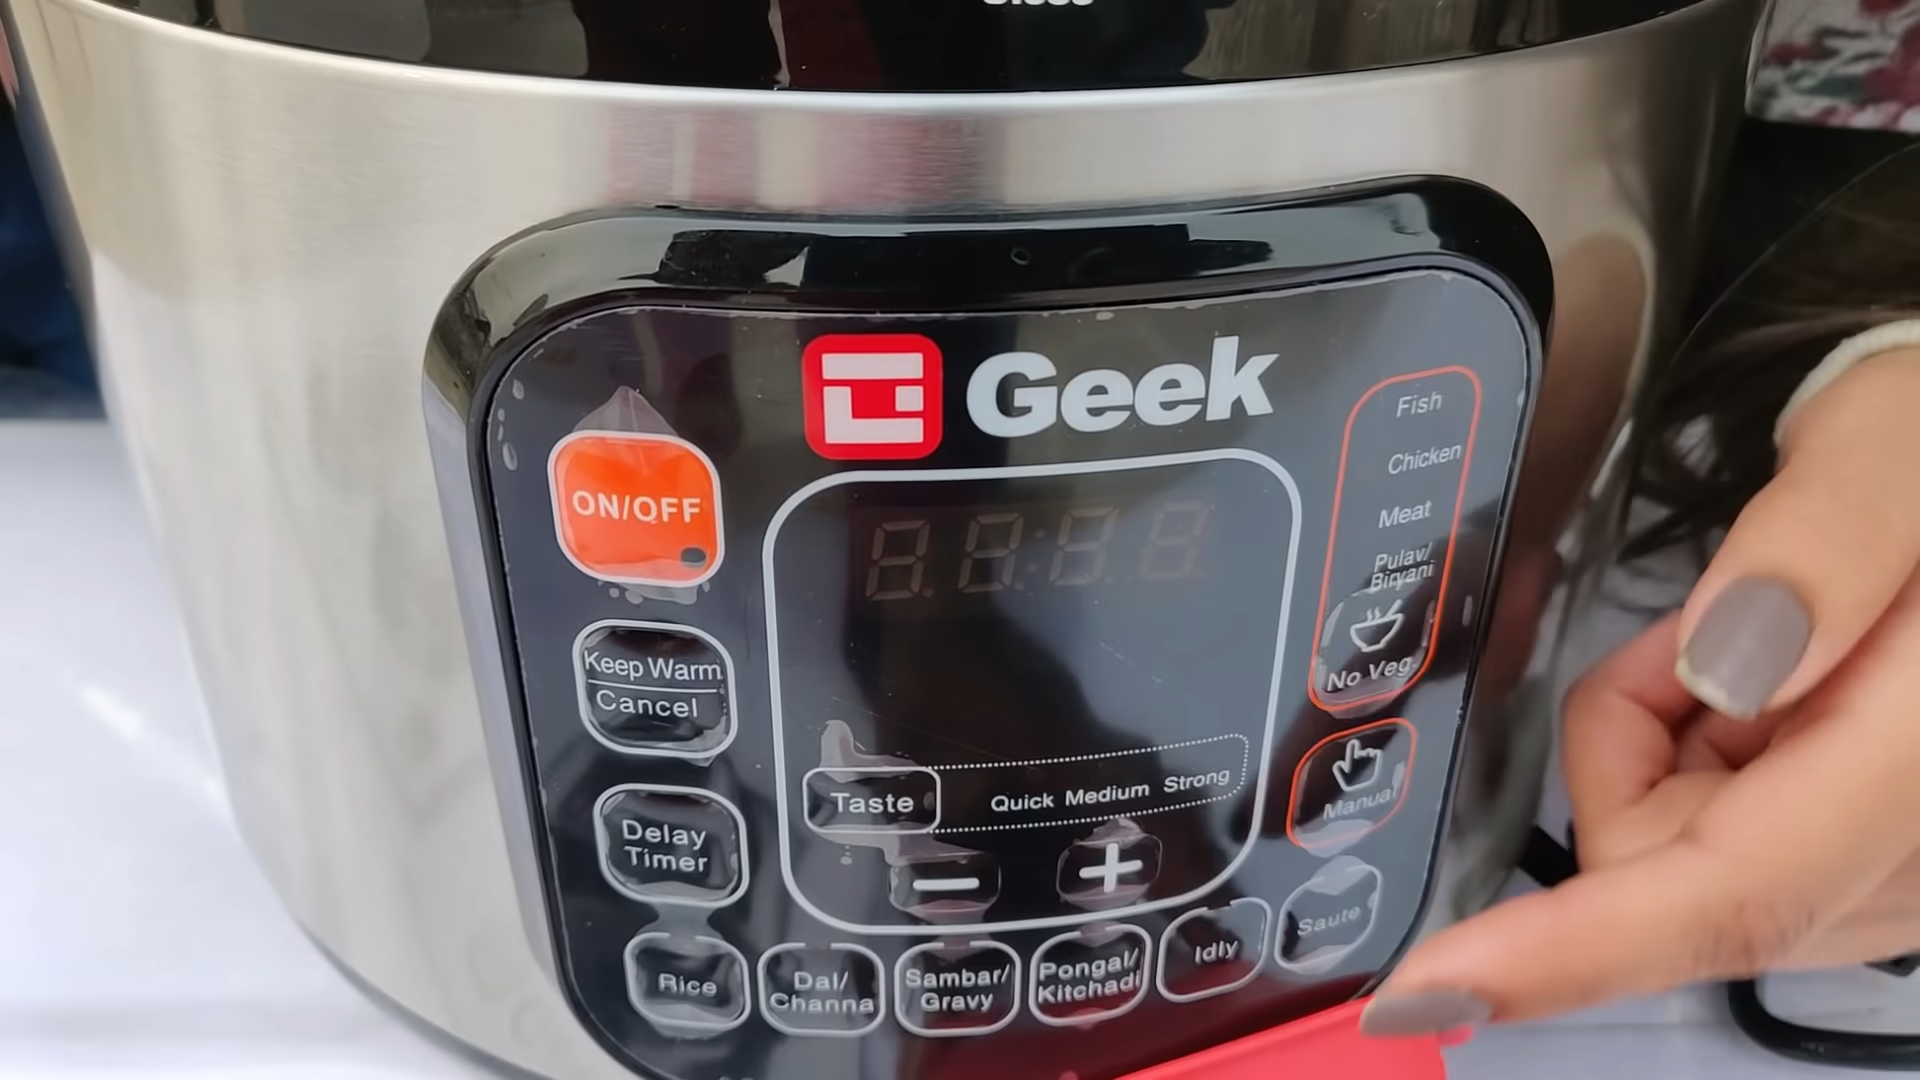 Geek
ON/OFF
Keep Warm
Cancel
Delay
Timer
Fish
Chicken
Meat
Pulav/
Biryani
No Veg.
Manual
Taste
Quick Medium Strong
− +
Rice
Dal/
Channa
Sambar/
Gravy
Pongal/
Kitchadi
Idly
Saute